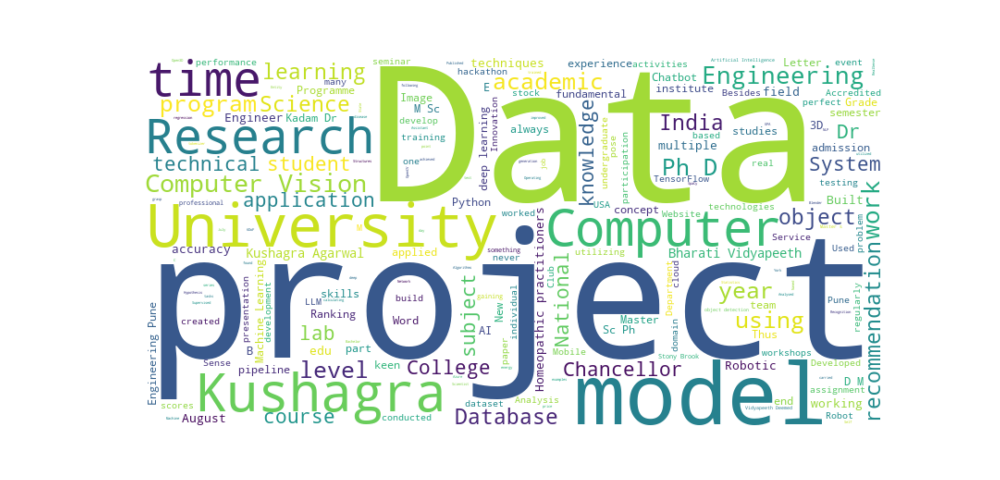 performance
seminar
techniques
experience
activities
Letter
event
time
learning
hackathon
academic
Chatbot
Engineering
many
Programme
stock
fundamental
institute
Besides
field
Accredited
program
Science
Image
E
M Sc
perfect
Grade
Engineer
Kadam Dr
develop
Innovation
semester
Data
Research
training
always
knowledge
India
based
3D
Dr
one
multiple
studies
admission
technical
student
deep learning
undergraduate
pose
Ph D
real
System
TensorFlow
testing
Computer Vision
Python
participation
application
USA
technologies
Built
worked
concept
Website
object
problem
University
Computer
Service
accuracy
Kushagra Agarwal
applied
something
never
utilizing
Bharati Vidyapeeth
Used
recommendationWork
project
Homeopathic practitioners
National
Department
cloud
year
Pune
regularly
skills
subject
New
individual
Club
team
Engineering Pune
created
presentation
Machine Learning
development
LLM
build
Ranking
Word
AI
Master
Sc Ph
domain
using
Thus
lab
B
Sense
edu
part
paper
Mobile
Stony Brook
workshops
pipeline
level
keen
College
Chancellor
Robotic
Developed
D M
Kushagra
Analysis
model
assignment
scores
dataset
end
working
August
course
conducted
Database
Robot
Artificial Intelligence
professional
object detection